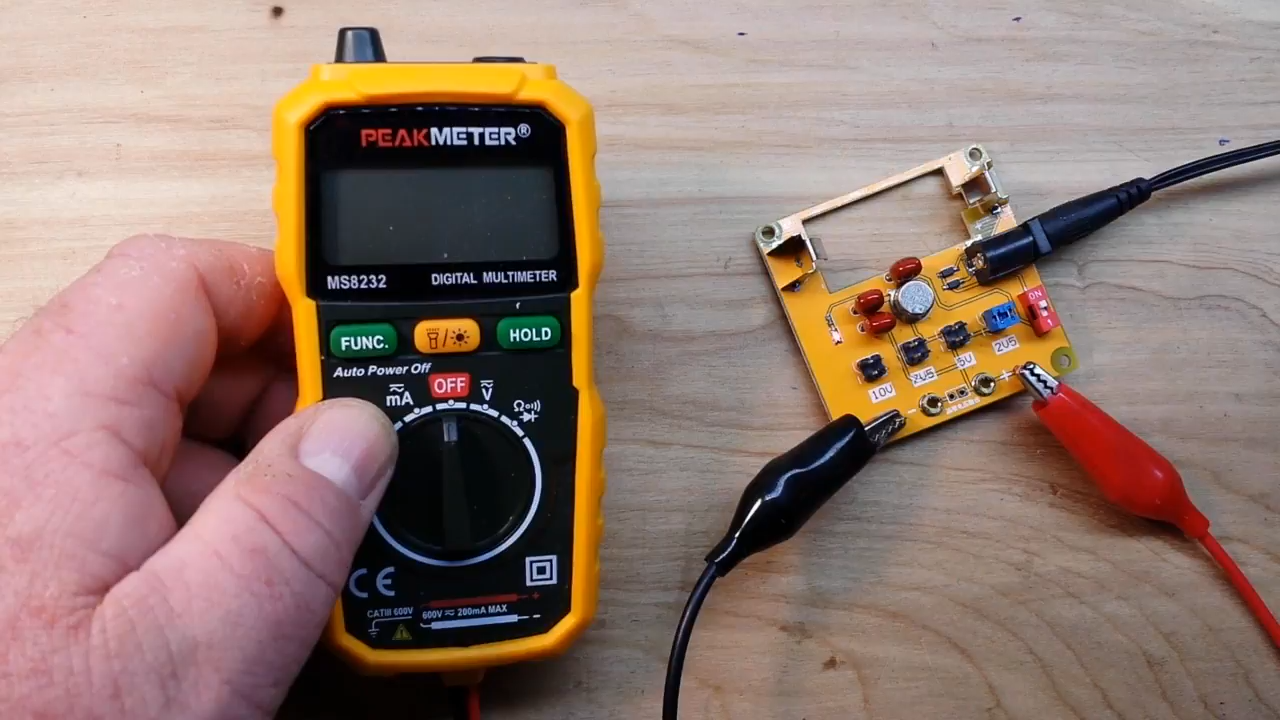 PEAKMETER®
MS8232 DIGITAL MULTIMETER
FUNC.
HOLD
Auto Power Off
mA
OFF
V
Ω
CE
CATIII 600V
600V 200mA MAX
+
-
ON
10V
5V
2V5
+
-